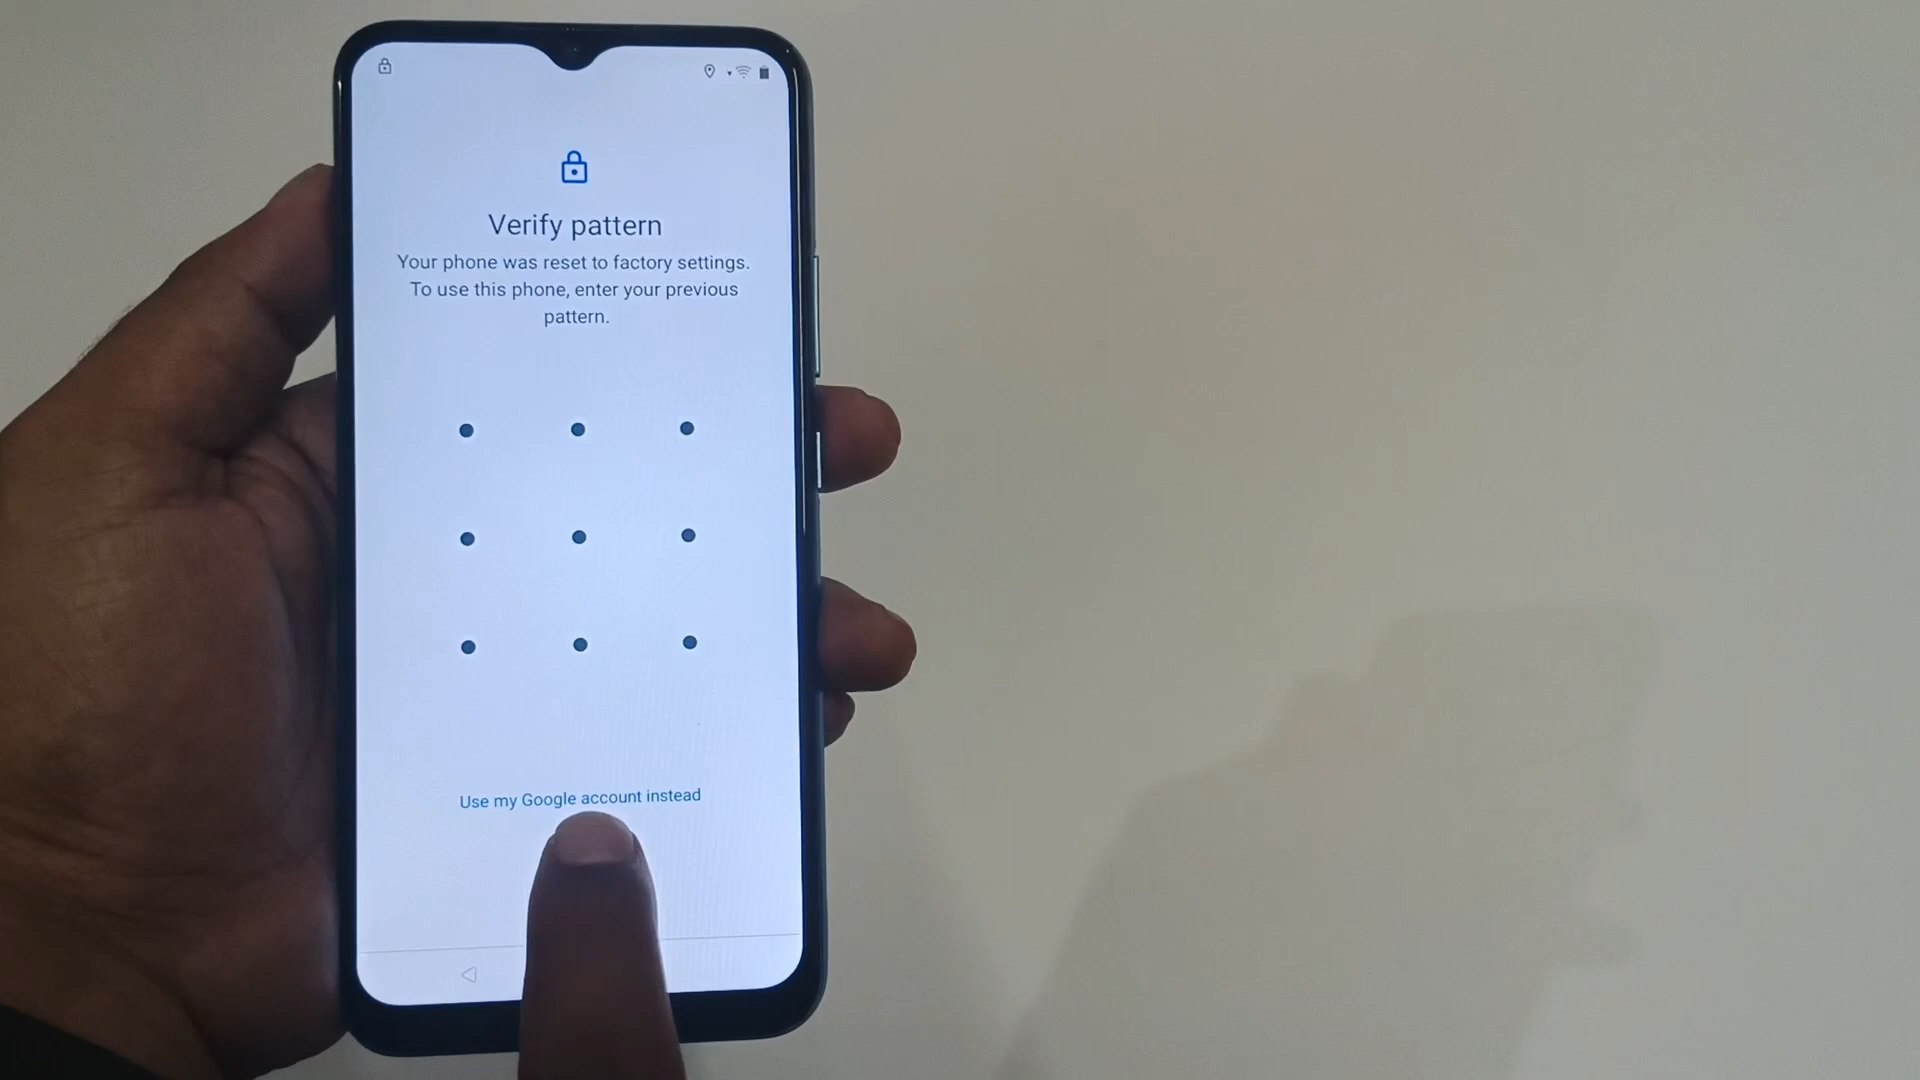 Verify pattern
Your phone was reset to factory settings.
To use this phone, enter your previous
pattern.
Use my Google account instead